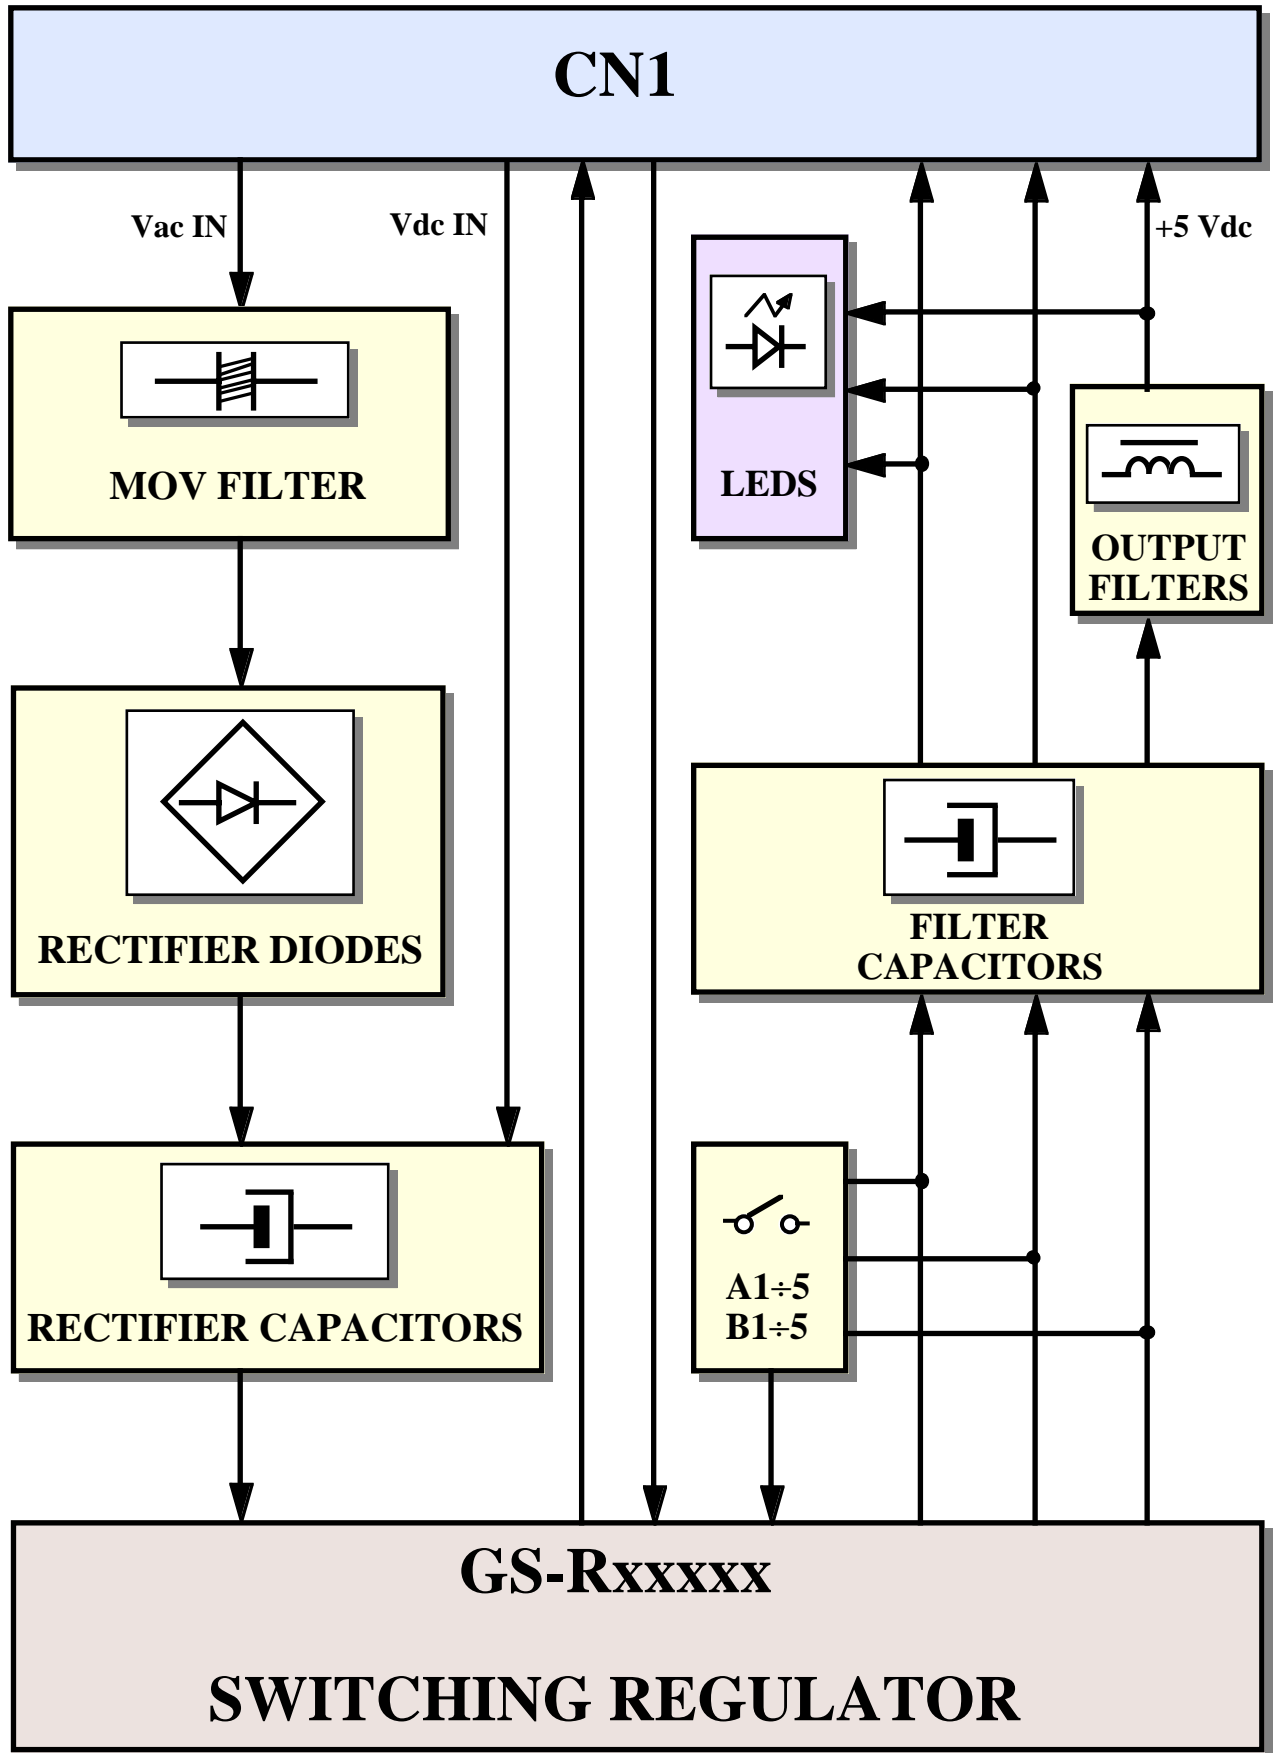 CN1
Vac IN
Vdc IN
+5 Vdc
MOV FILTER
LEDS
OUTPUT
FILTERS
RECTIFIER DIODES
FILTER
CAPACITORS
RECTIFIER CAPACITORS
A1÷5
B1÷5
GS-Rxxxxx
SWITCHING REGULATOR